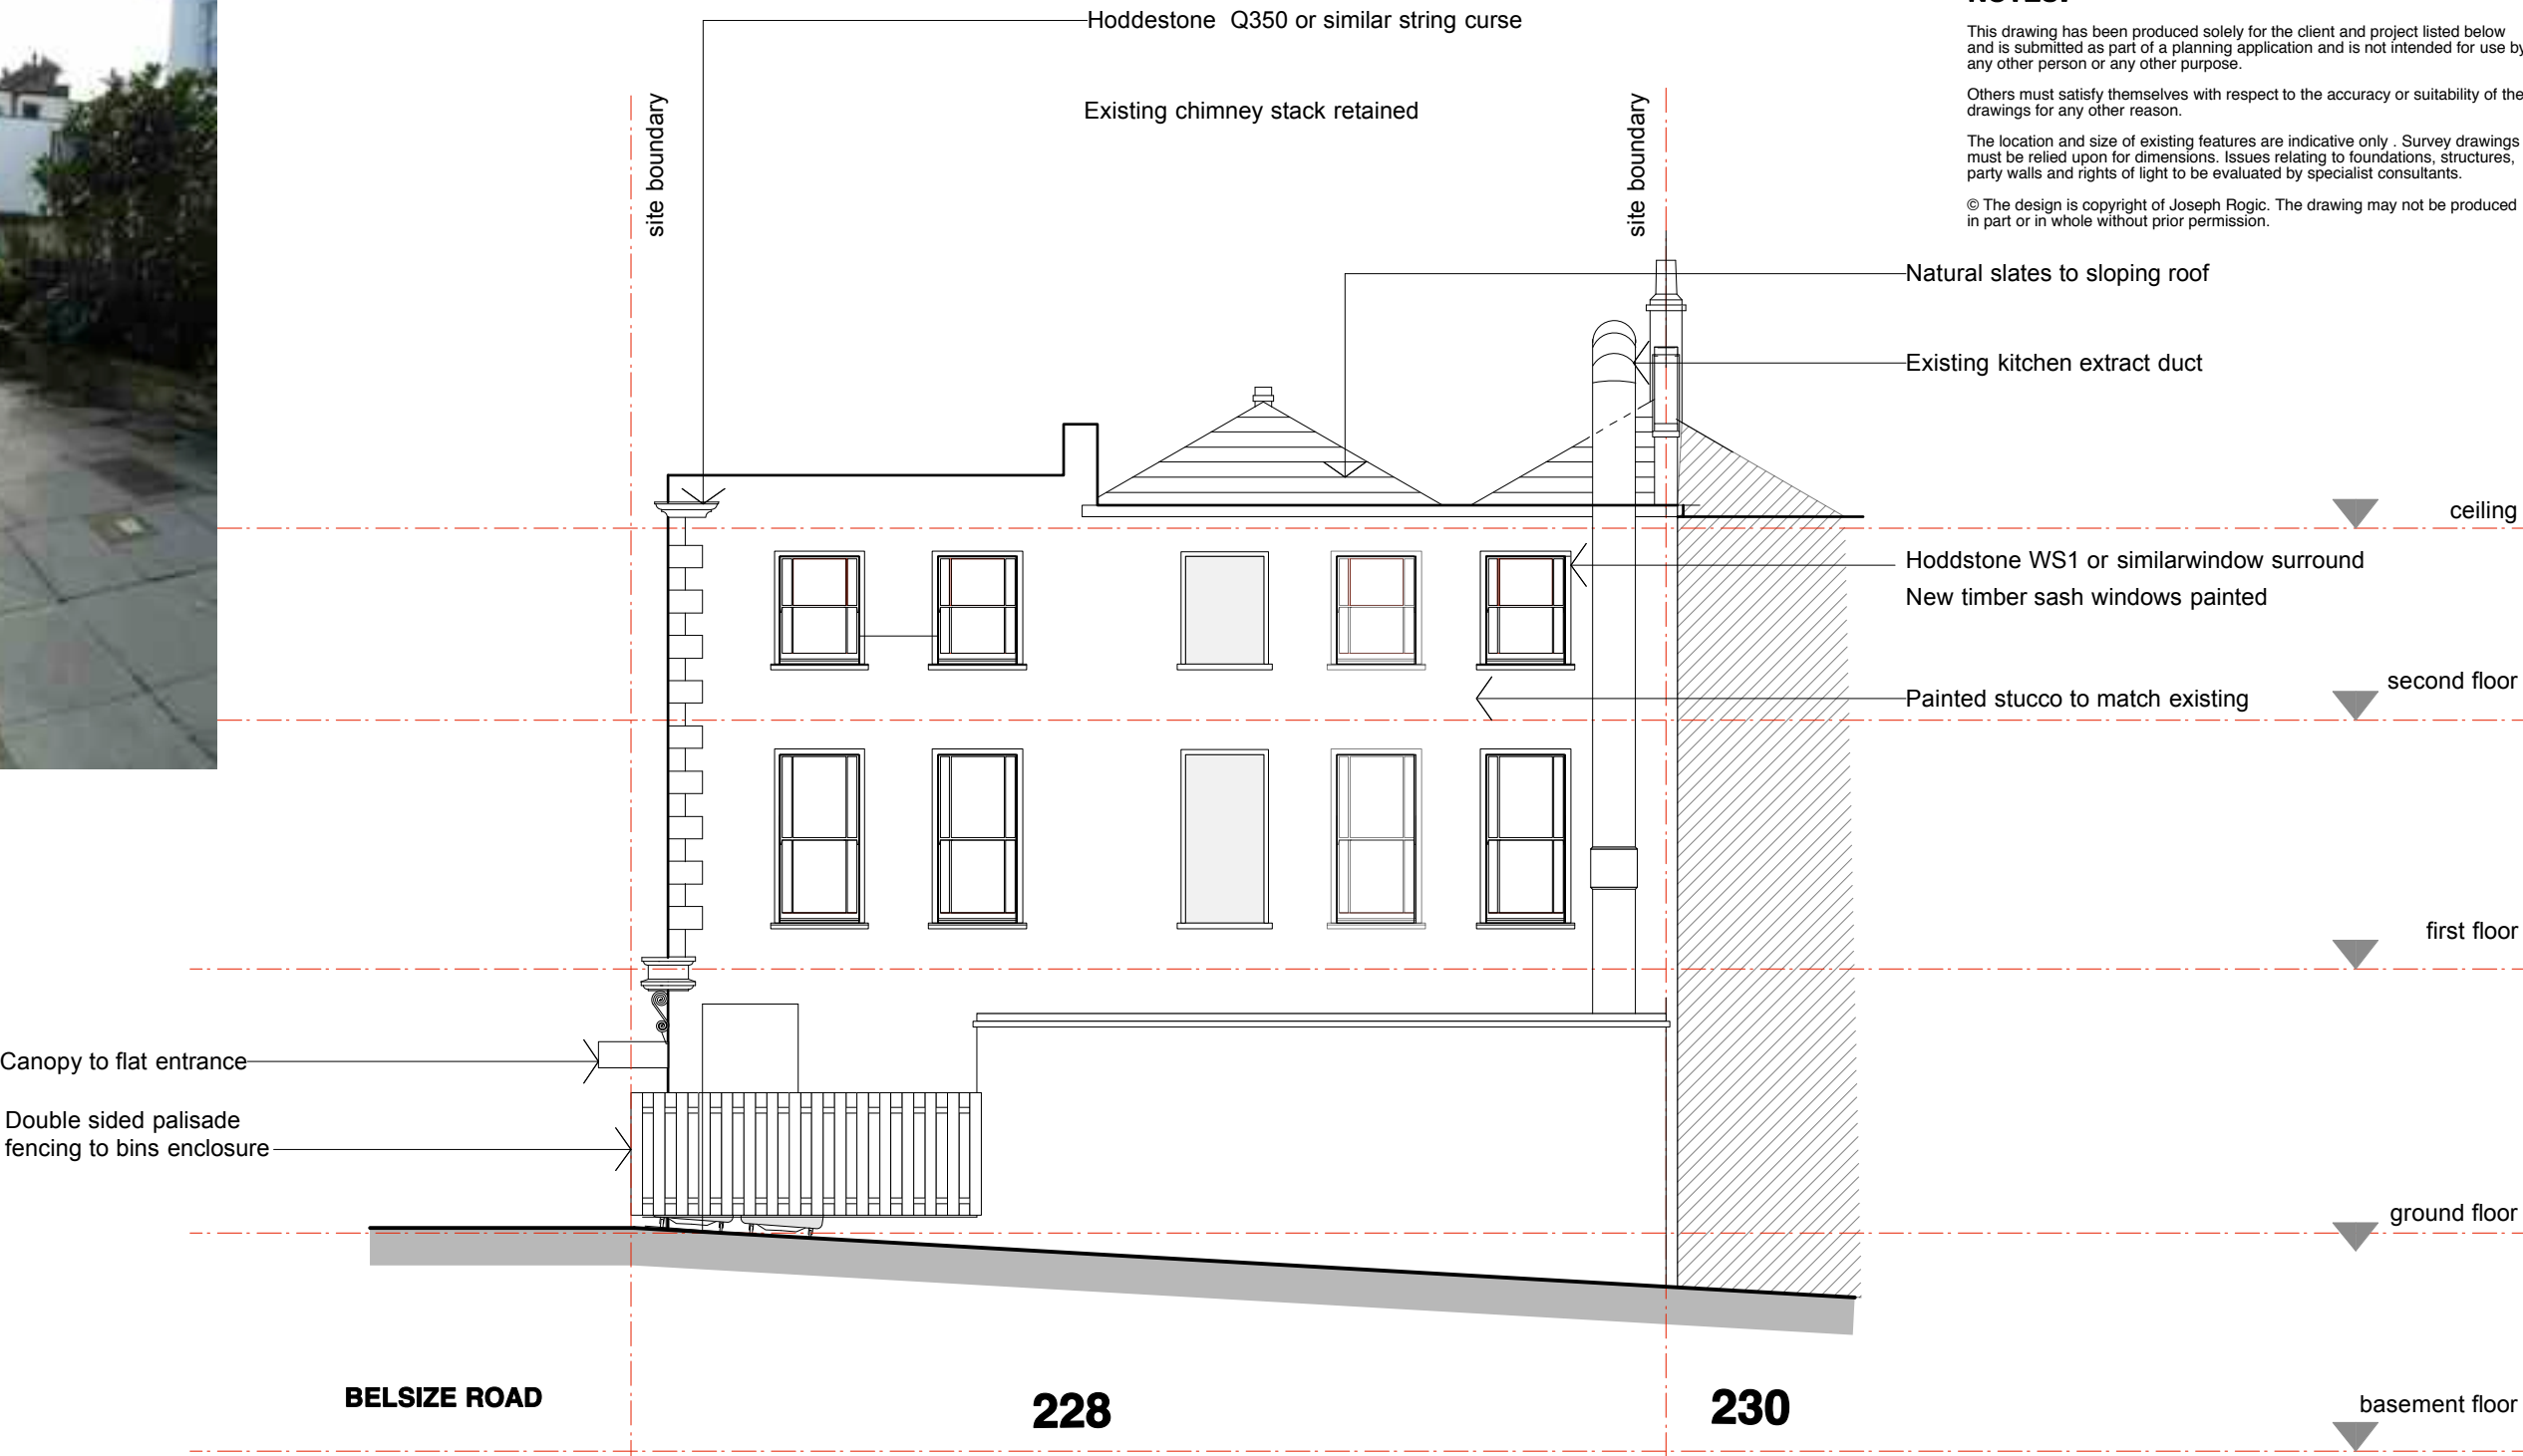 Hoddestone Q350 or similar string curse
Existing chimney stack retained
site boundary
site boundary
NOTES:
This drawing has been produced solely for the client and project listed below
and is submitted as part of a planning application and is not intended for use by
any other person or any other purpose.
Others must satisfy themselves with respect to the accuracy or suitability of the
drawings for any other reason.
The location and size of existing features are indicative only . Survey drawings
must be relied upon for dimensions. Issues relating to foundations, structures,
party walls and rights of light to be evaluated by specialist consultants.
© The design is copyright of Joseph Rogic. The drawing may not be produced
in part or in whole without prior permission.
Natural slates to sloping roof
Existing kitchen extract duct
ceiling
Hoddstone WS1 or similarwindow surround
New timber sash windows painted
second floor
Painted stucco to match existing
first floor
Canopy to flat entrance
Double sided palisade
fencing to bins enclosure
ground floor
BELSIZE ROAD
228
230
basement floor